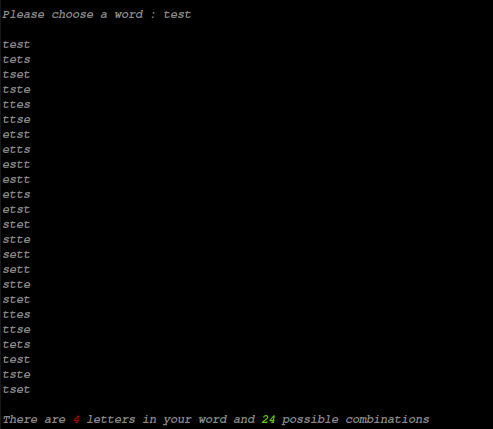 Please choose a word : test
test
tets
tset
tste
ttes
ttse
etst
etts
estt
estt
etts
etst
stet
stte
sett
sett
stte
stet
ttes
ttse
tets
test
tste
tset
There are 4 letters in your word and 24 possible combinations